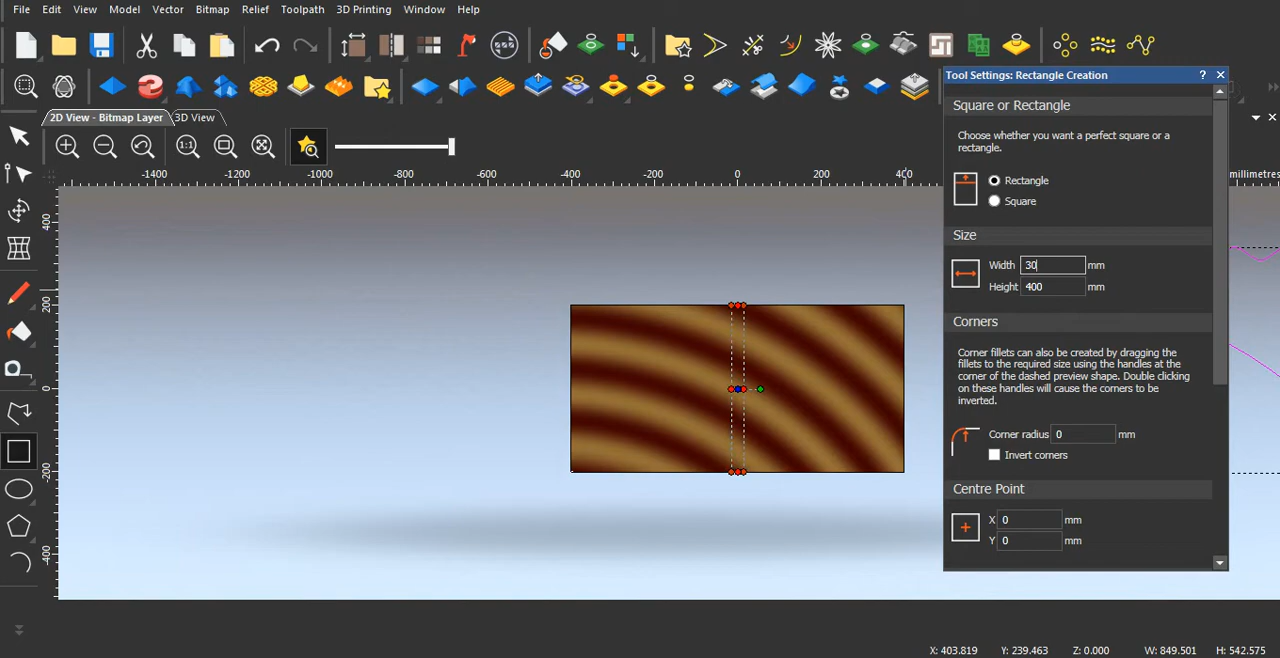 File Edit View Model Vector Bitmap Relief Toolpath 3D Printing Window Help
Tool Settings: Rectangle Creation ?
2D View - Bitmap Layer 3D View
1:1
Square or Rectangle
Choose whether you want a perfect square or a
rectangle.
Rectangle
Square
Size
Width 30 mm
Height 400 mm
Corners
Corner fillets can also be created by dragging the
fillets to the required size using the handles at the
corner of the dashed preview shape. Double clicking
on these handles will cause the corners to be
inverted.
Corner radius 0 mm
Invert corners
Centre Point
X 0 mm
Y 0 mm
-1400 -1200 -1000 -800 -600 -400 -200 0 200 400 millimetres
400
200
0
-200
-400
X: 403.819 Y: 239.463 Z: 0.000 W: 849.501 H: 542.575